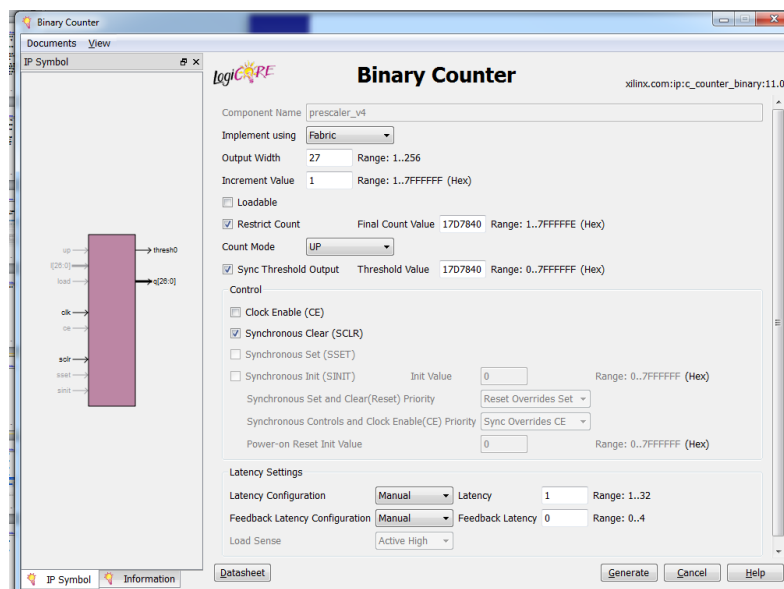 Binary Counter
Documents View
IP Symbol
up
l[26:0]
load
clk
ce
sclr
sset
sinit
thresh0
q[26:0]
IP Symbol Information
LogiCORE
Binary Counter
xilinx.com:ip:c_counter_binary:11.0
Component Name prescaler_v4
Implement using Fabric
Output Width 27 Range: 1..256
Increment Value 1 Range: 1..7FFFFFF (Hex)
Loadable
Restrict Count Final Count Value 17D7840 Range: 1..7FFFFFE (Hex)
Count Mode UP
Sync Threshold Output Threshold Value 17D7840 Range: 0..7FFFFFF (Hex)
Control
Clock Enable (CE)
Synchronous Clear (SCLR)
Synchronous Set (SSET)
Synchronous Init (SINIT) Init Value 0 Range: 0..7FFFFFF (Hex)
Synchronous Set and Clear(Reset) Priority Reset Overrides Set
Synchronous Controls and Clock Enable(CE) Priority Sync Overrides CE
Power-on Reset Init Value 0 Range: 0..7FFFFFF (Hex)
Latency Settings
Latency Configuration Manual Latency 1 Range: 1..32
Feedback Latency Configuration Manual Feedback Latency 0 Range: 0..4
Load Sense Active High
Datasheet Generate Cancel Help